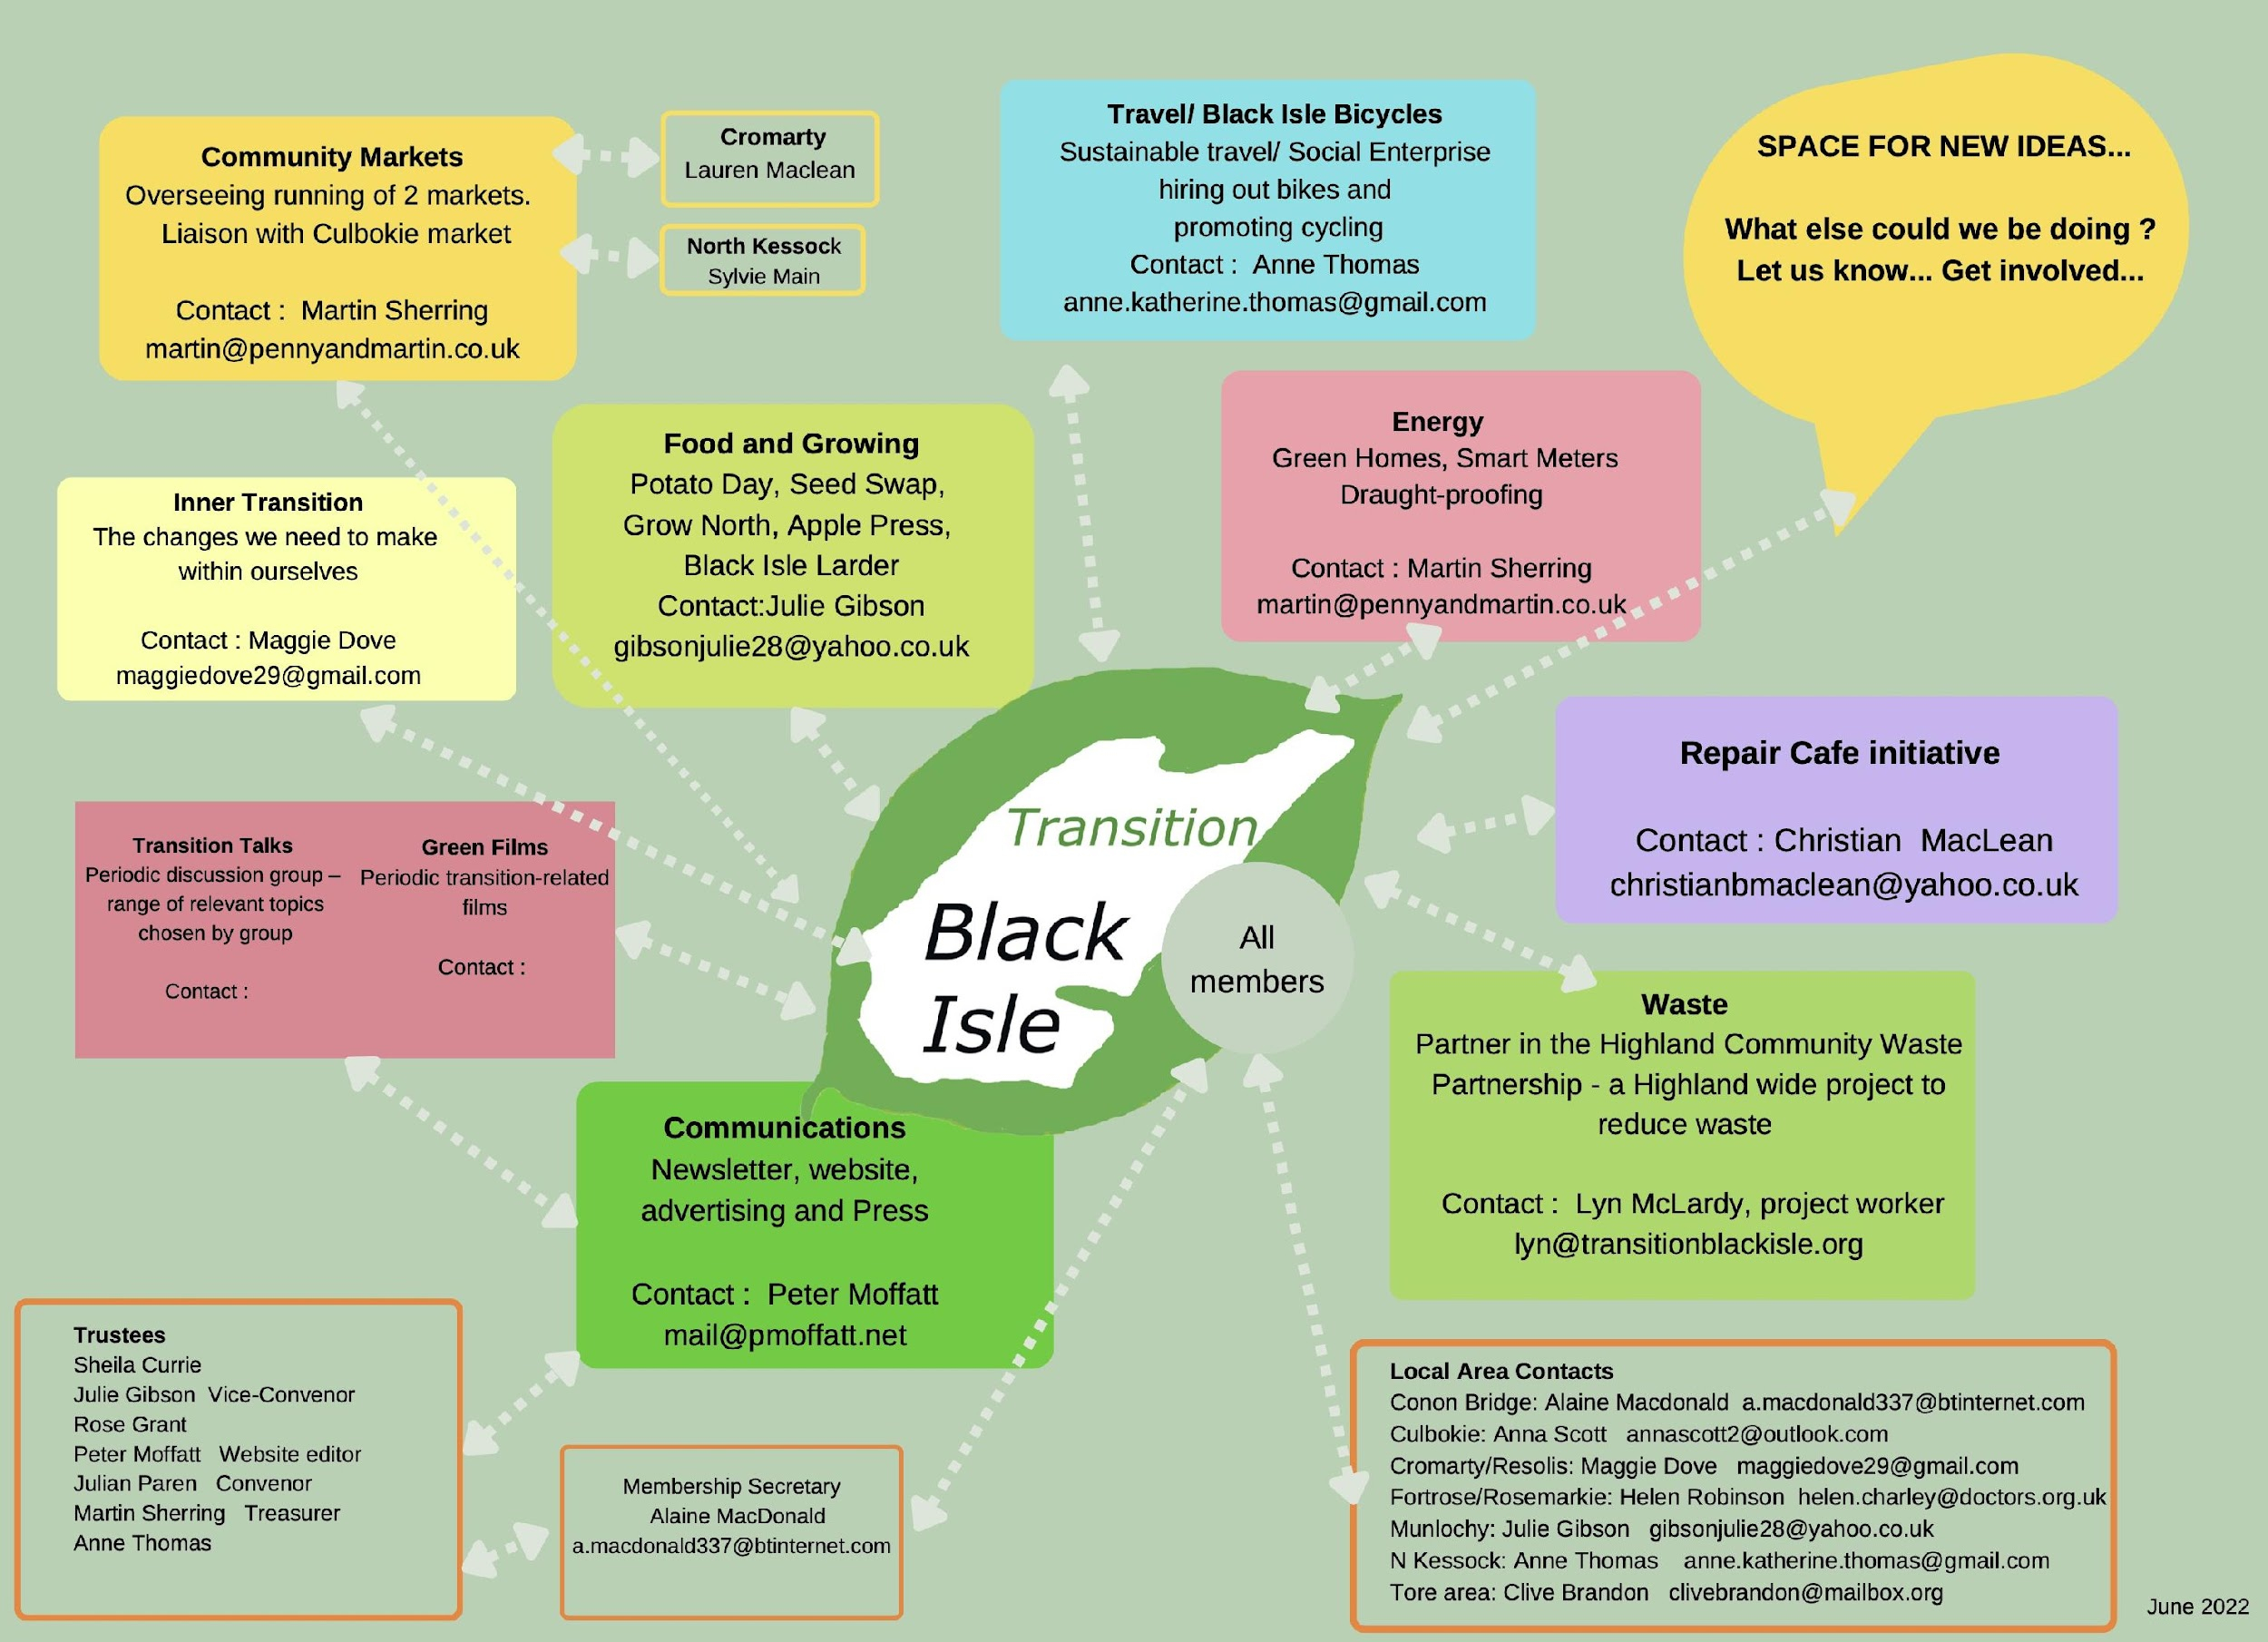 Community Markets
Overseeing running of 2 markets.
Liaison with Culbokie market
Contact :  Martin Sherring
martin@pennyandmartin.co.uk
Cromarty
Lauren Maclean
North Kessock
Sylvie Main
Travel/ Black Isle Bicycles
Sustainable travel/ Social Enterprise
hiring out bikes and
promoting cycling
Contact :  Anne Thomas
anne.katherine.thomas@gmail.com
SPACE FOR NEW IDEAS...
What else could we be doing ?
Let us know... Get involved...
Food and Growing
Potato Day, Seed Swap,
Grow North, Apple Press,
Black Isle Larder
Contact:Julie Gibson
gibsonjulie28@yahoo.co.uk
Energy
Green Homes, Smart Meters
Draught-proofing
Contact : Martin Sherring
martin@pennyandmartin.co.uk
Inner Transition
The changes we need to make
within ourselves
Contact : Maggie Dove
maggiedove29@gmail.com
Transition
Black
Isle
All
members
Repair Cafe initiative
Contact : Christian  MacLean
christianbmaclean@yahoo.co.uk
Transition Talks
Periodic discussion group –
range of relevant topics
chosen by group
Contact :
Green Films
Periodic transition-related
films
Contact :
Waste
Partner in the Highland Community Waste
Partnership - a Highland wide project to
reduce waste
Contact :  Lyn McLardy, project worker
lyn@transitionblackisle.org
Communications
Newsletter, website,
advertising and Press
Contact :  Peter Moffatt
mail@pmoffatt.net
Trustees
Sheila Currie
Julie Gibson  Vice-Convenor
Rose Grant
Peter Moffatt   Website editor
Julian Paren   Convenor
Martin Sherring   Treasurer
Anne Thomas
Membership Secretary
Alaine MacDonald
a.macdonald337@btinternet.com
Local Area Contacts
Conon Bridge: Alaine Macdonald  a.macdonald337@btinternet.com
Culbokie: Anna Scott   annascott2@outlook.com
Cromarty/Resolis: Maggie Dove   maggiedove29@gmail.com
Fortrose/Rosemarkie: Helen Robinson  helen.charley@doctors.org.uk
Munlochy: Julie Gibson   gibsonjulie28@yahoo.co.uk
N Kessock: Anne Thomas    anne.katherine.thomas@gmail.com
Tore area: Clive Brandon   clivebrandon@mailbox.org
June 2022